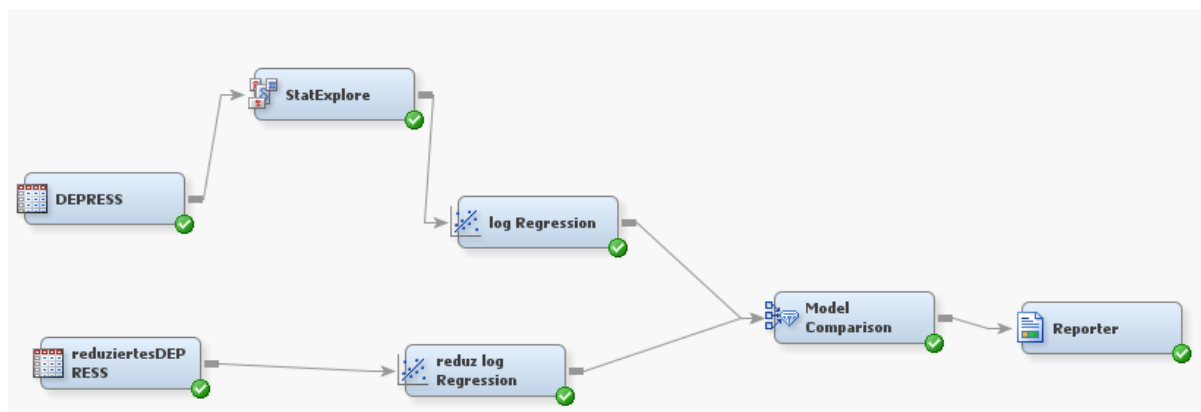 StatExplore
DEPRESS
log Regression
reduziertesDEP
RESS
reduz log
Regression
Model
Comparison
Reporter